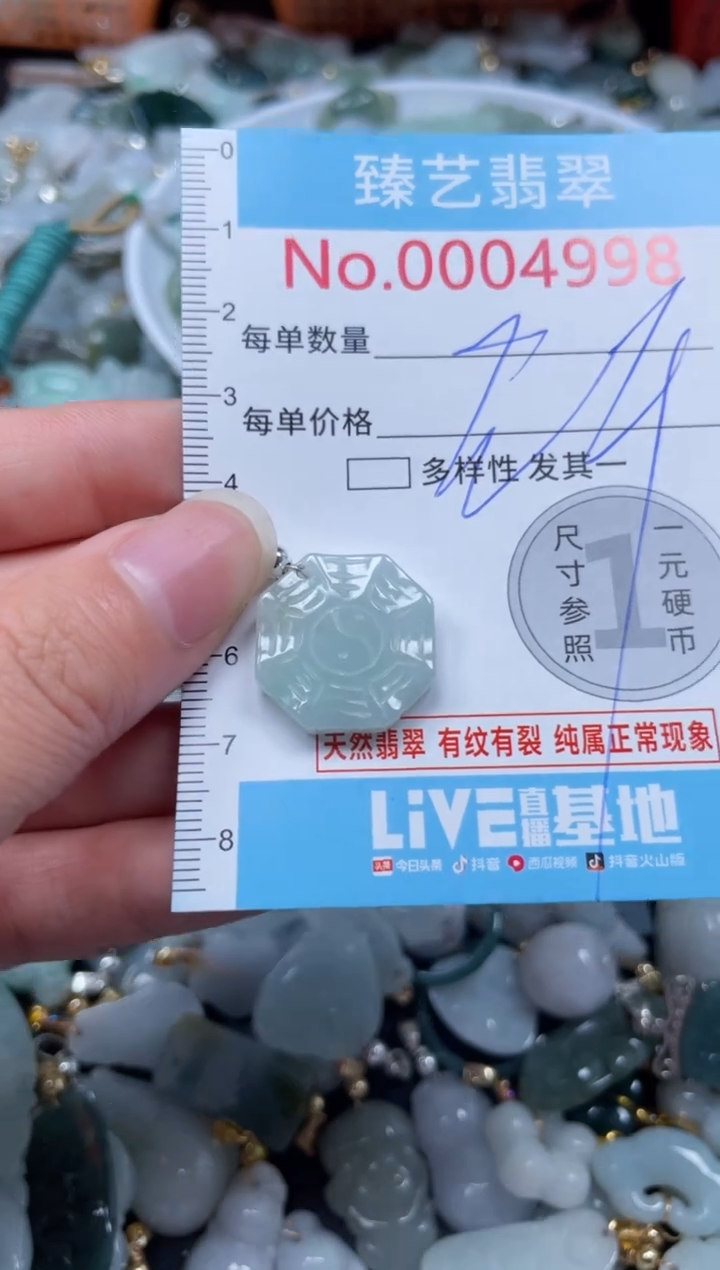 0
臻艺翡翠
1
No.0004998
2
每单数量
3
每单价格
4
多样性 发其一
尺寸参照
1
一元硬币
6
7
天然翡翠 有纹有裂 纯属正常现象
8
LiVE直播基地
头条 今日头条 抖音 西瓜视频 抖音火山版